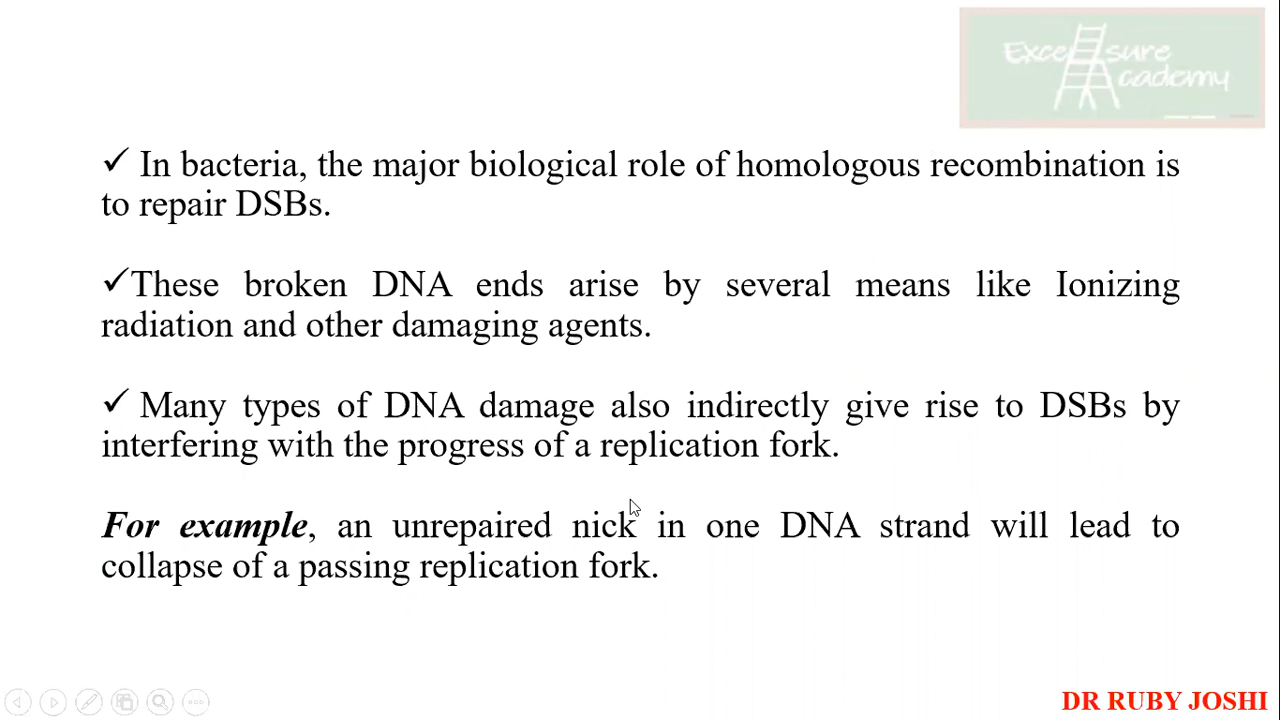 Excel sure
Academy
✓ In bacteria, the major biological role of homologous recombination is
to repair DSBs.
✓These broken DNA ends arise by several means like Ionizing
radiation and other damaging agents.
✓ Many types of DNA damage also indirectly give rise to DSBs by
interfering with the progress of a replication fork.
For example, an unrepaired nick in one DNA strand will lead to
collapse of a passing replication fork.
DR RUBY JOSHI